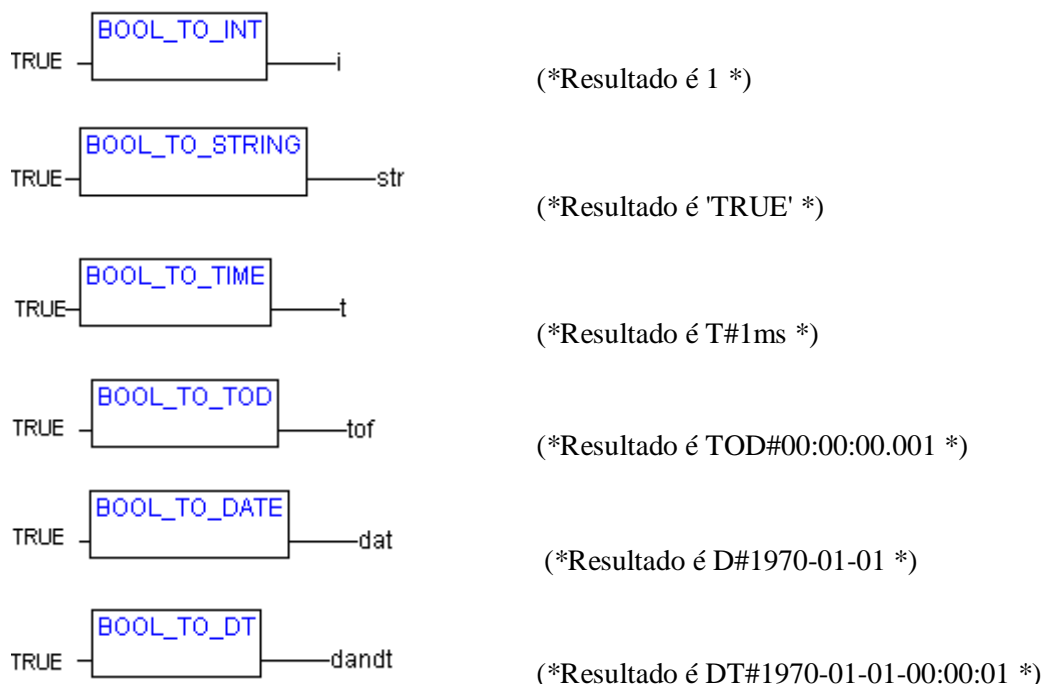 BOOL_TO_INT
TRUE i (*Resultado é 1 *)
BOOL_TO_STRING
TRUE str
(*Resultado é 'TRUE' *)
BOOL_TO_TIME
TRUE t
(*Resultado é T#1ms *)
BOOL_TO_TOD
TRUE tof
(*Resultado é TOD#00:00:00.001 *)
BOOL_TO_DATE
TRUE dat
(*Resultado é D#1970-01-01 *)
BOOL_TO_DT
TRUE dandt
(*Resultado é DT#1970-01-01-00:00:01 *)